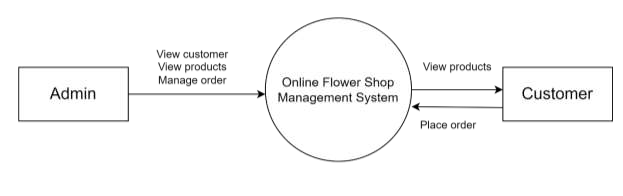 View customer
View products
Manage order
Admin
Online Flower Shop
Management System
View products
Customer
Place order